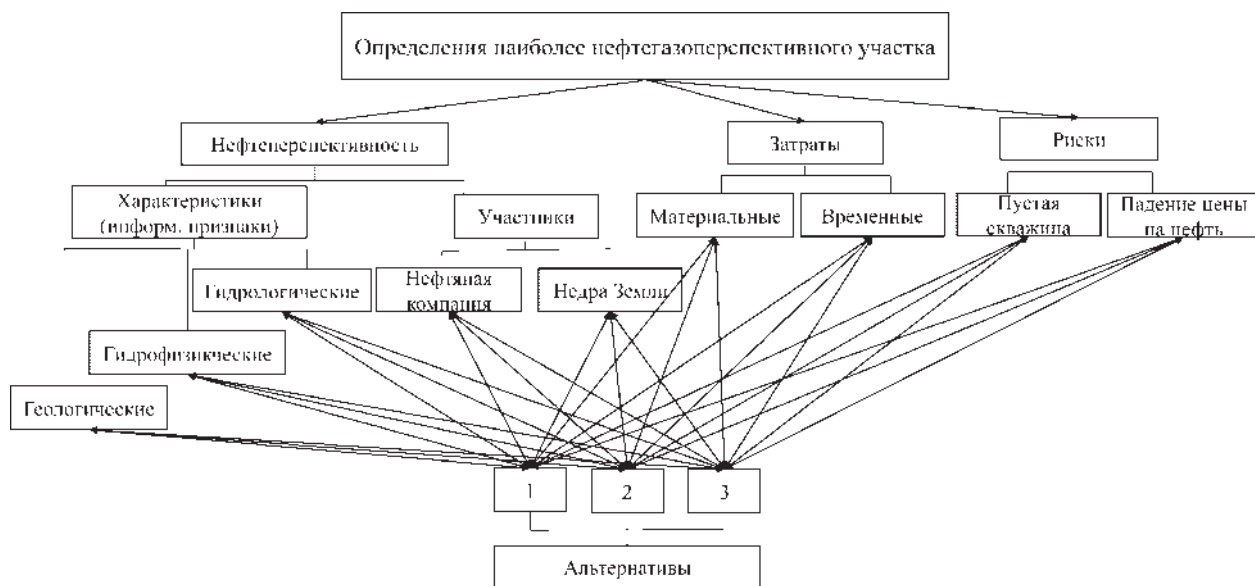 Определения наиболее нефтегазоперспективного участка
Нефтеперспективность
Затраты
Риски
Характеристики
(информ. признаки)
Участники
Материальные
Временные
Пустая
скважина
Падение цены
на нефть
Гидрологические
Нефтяная
компания
Недра Земли
Гидрофизикческие
Геологические
1
2
3
Альтернативы